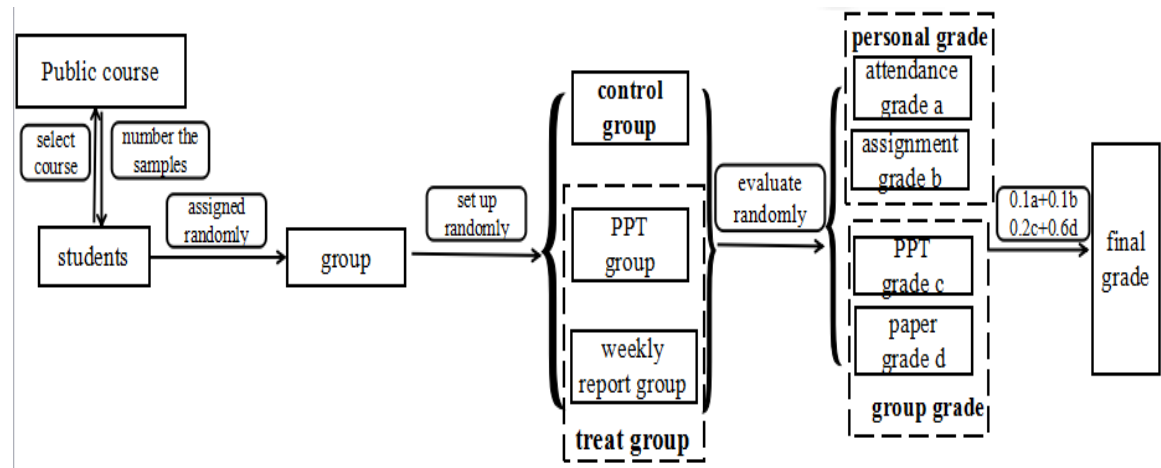 Public course
select
course
number the
samples
students
assigned
randomly
group
set up
randomly
control
group
PPT
group
weekly
report group
treat group
evaluate
randomly
personal grade
attendance
grade a
assignment
grade b
PPT
grade c
paper
grade d
group grade
0.1a+0.1b
0.2c+0.6d
final
grade